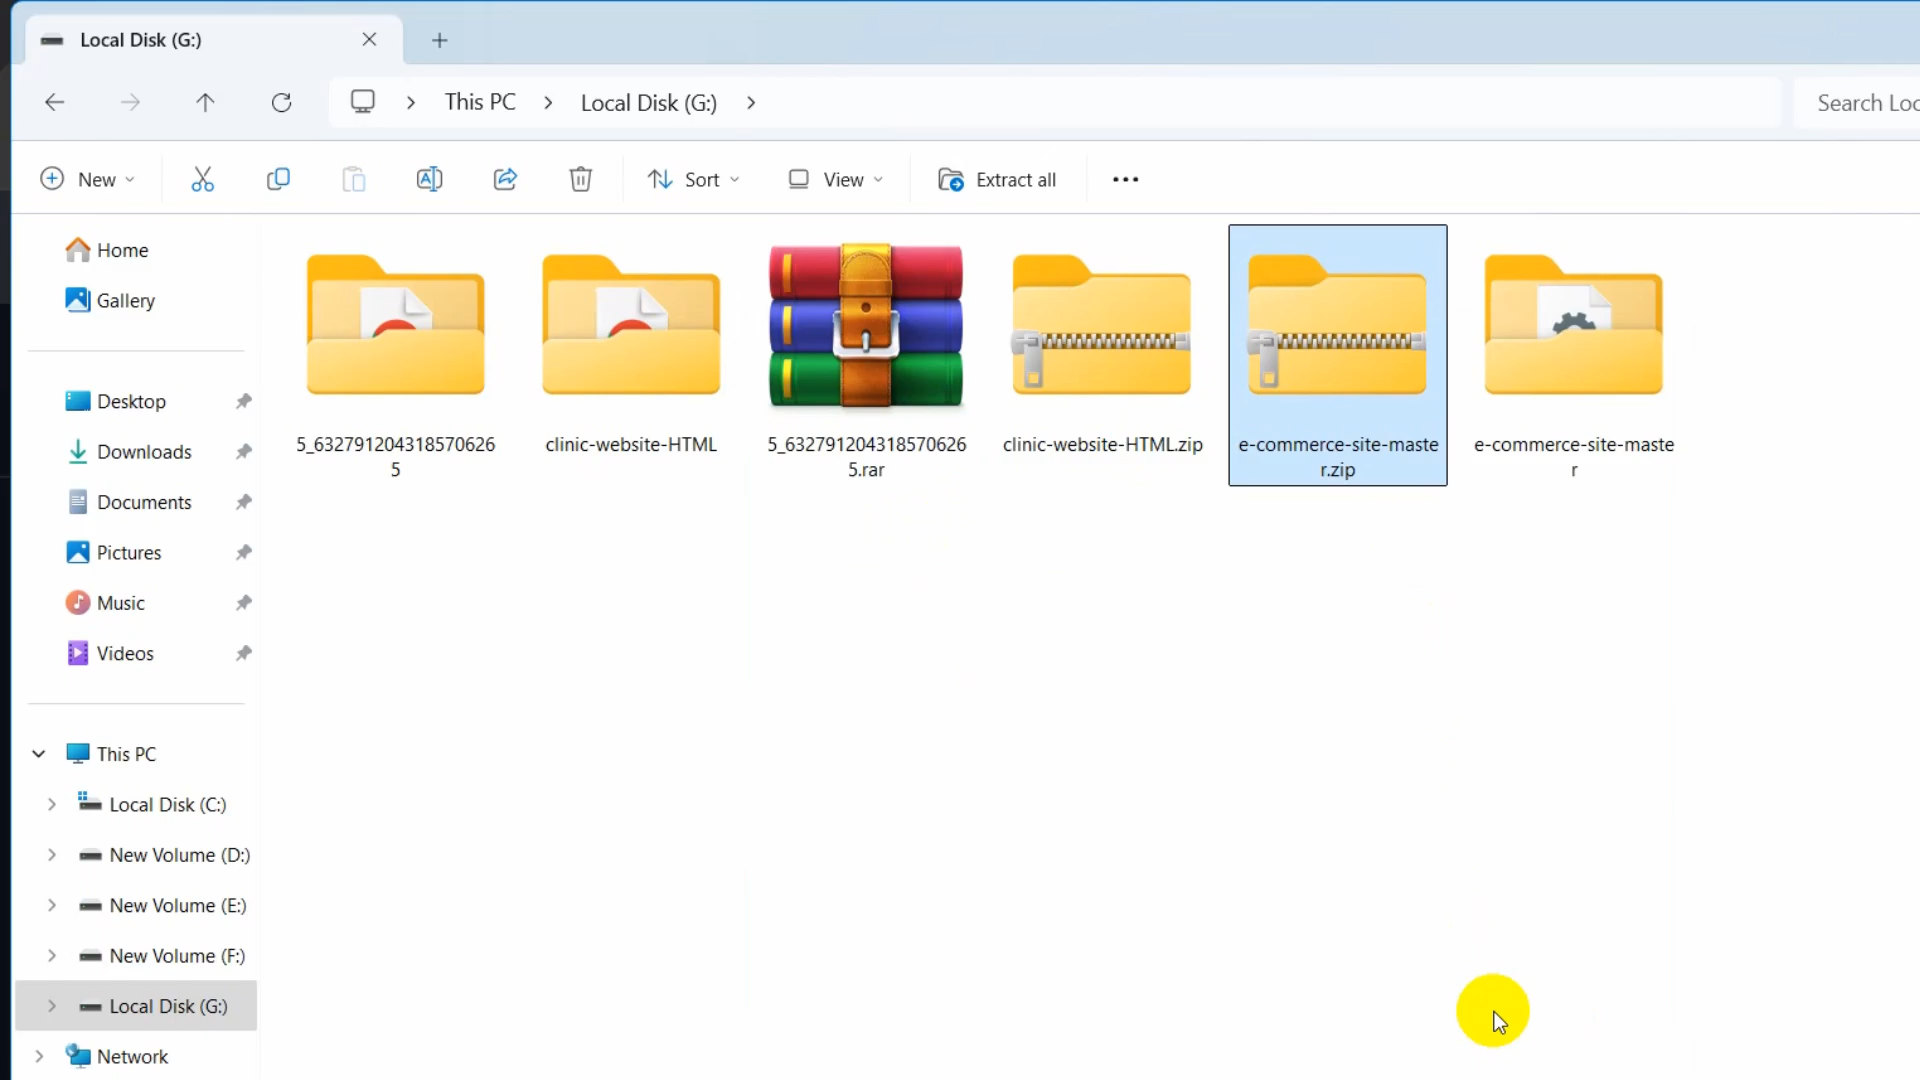 Local Disk (G:)
This PC
Local Disk (G:)
Search Loc
New
Sort
View
Extract all
Home
Gallery
Desktop
Downloads
Documents
Pictures
Music
Videos
This PC
Local Disk (C:)
New Volume (D:)
New Volume (E:)
New Volume (F:)
Local Disk (G:)
Network
5_632791204318570626
5
clinic-website-HTML
5_632791204318570626
5.rar
clinic-website-HTML.zip
e-commerce-site-maste
r.zip
e-commerce-site-maste
r